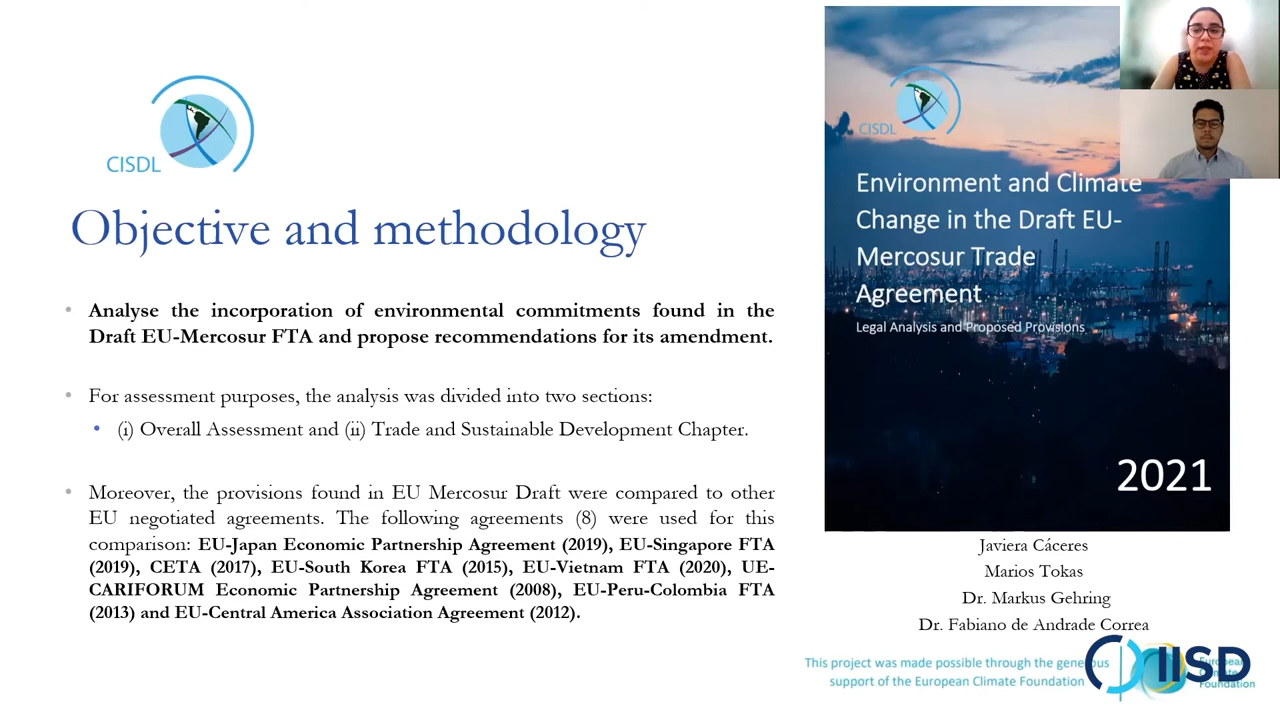 CISDL
Objective and methodology
• Analyse the incorporation of environmental commitments found in the
Draft EU-Mercosur FTA and propose recommendations for its amendment.
• For assessment purposes, the analysis was divided into two sections:
• (i) Overall Assessment and (ii) Trade and Sustainable Development Chapter.
• Moreover, the provisions found in EU Mercosur Draft were compared to other
EU negotiated agreements. The following agreements (8) were used for this
comparison: EU-Japan Economic Partnership Agreement (2019), EU-Singapore FTA
(2019), CETA (2017), EU-South Korea FTA (2015), EU-Vietnam FTA (2020), UE-
CARIFORUM Economic Partnership Agreement (2008), EU-Peru-Colombia FTA
(2013) and EU-Central America Association Agreement (2012).
CISDL
Environment and Climate
Change in the Draft EU-
Mercosur Trade
Agreement
Legal Analysis and Proposed Provisions
2021
Javiera Cáceres
Marios Tokas
Dr. Markus Gehring
Dr. Fabiano de Andrade Correa
This project was made possible through the generous
support of the European Climate Foundation
IISD
Foundation